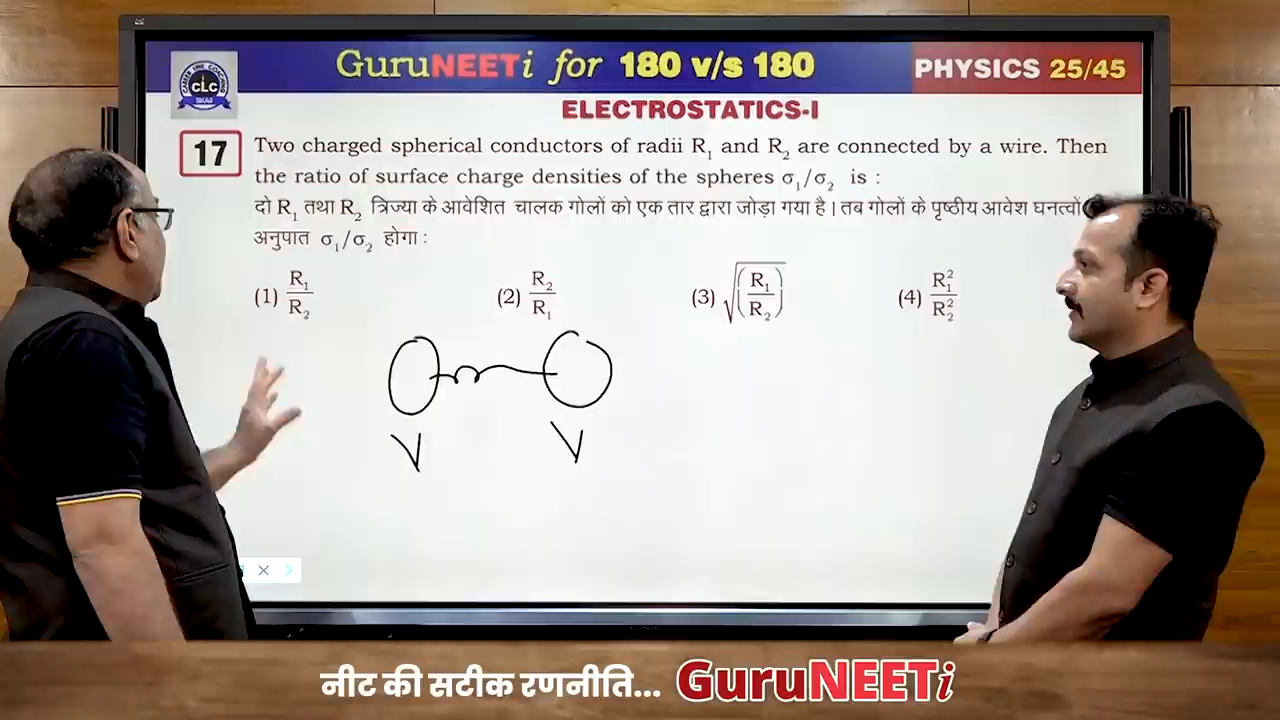 GuruNEETi for 180 v/s 180
PHYSICS 25/45
CLC
SIKAR
ELECTROSTATICS-I
17
Two charged spherical conductors of radii R₁ and R₂ are connected by a wire. Then
the ratio of surface charge densities of the spheres σ₁/σ₂ is :
दो R₁ तथा R₂ त्रिज्या के आवेशित चालक गोलों को एक तार द्वारा जोड़ा गया है। तब गोलों के पृष्ठीय आवेश घनत्वों
अनुपात σ₁/σ₂ होगा :
(1) R₁/R₂ (2) R₂/R₁ (3) √(R₁/R₂) (4) R₁²/R₂²
V V
नीट की सटीक रणनीति... GuruNEETi